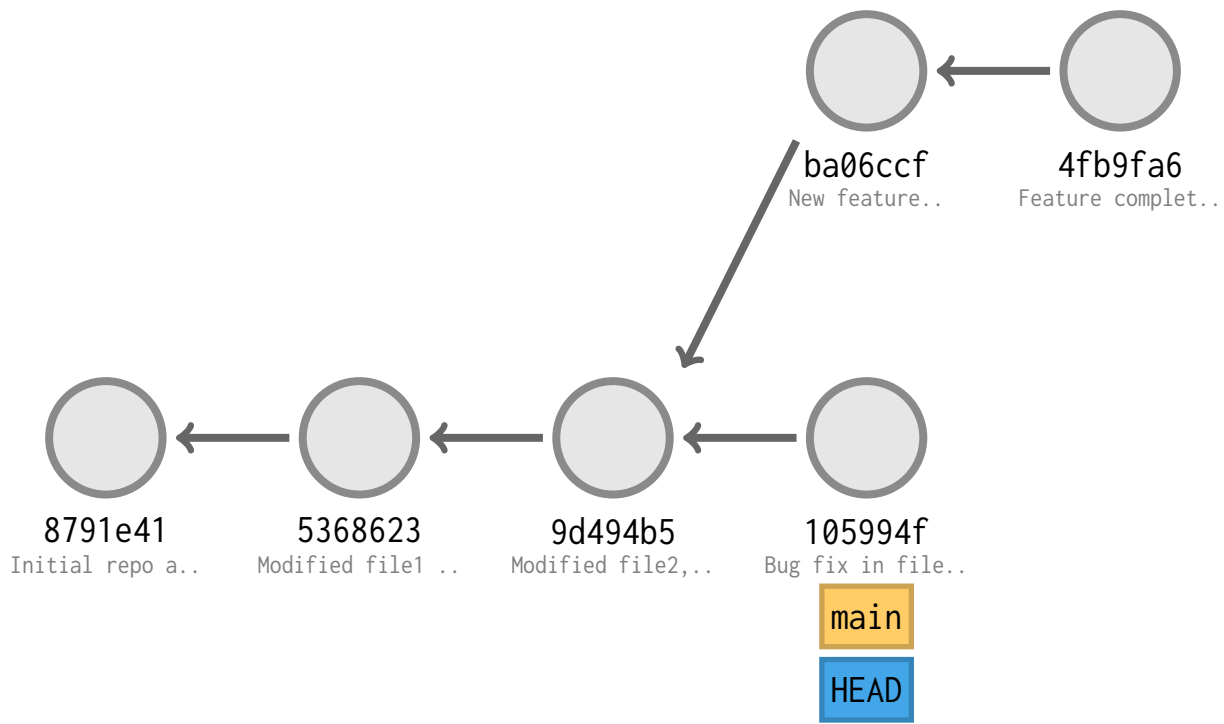 ba06ccf
New feature..
4fb9fa6
Feature complet..
8791e41
Initial repo a..
5368623
Modified file1 ..
9d494b5
Modified file2,..
105994f
Bug fix in file..
main
HEAD